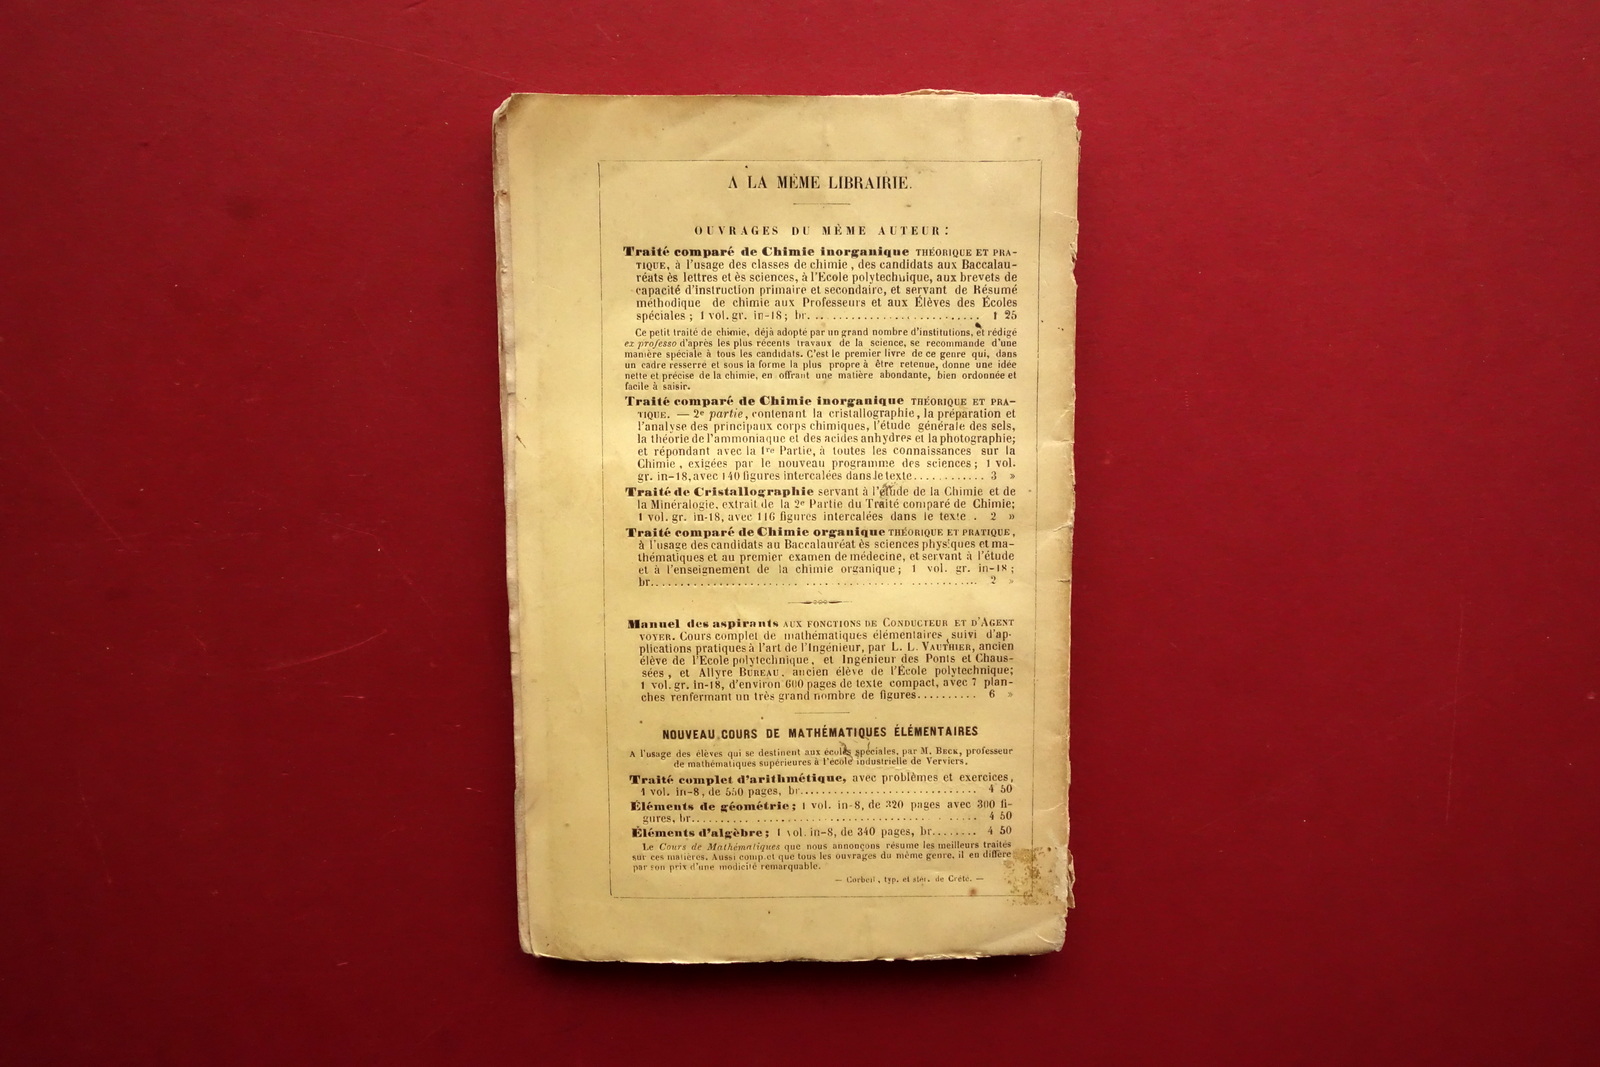 A LA MÊME LIBRAIRIE.
OUVRAGES DU MÊME AUTEUR:
Traité comparé de Chimie inorganique THÉORIQUE ET PRA-
TIQUE, à l'usage des classes de chimie, des candidats aux Baccalau-
réats ès lettres et ès sciences, à l'Ecole polytechnique, aux brevets de
capacité d'instruction primaire et secondaire, et servant de Résumé
méthodique de chimie aux Professeurs et aux Élèves des Écoles
spéciales; 1 vol. gr. in-18; br. .......................... 1 25
Ce petit traité de chimie, déjà adopté par un grand nombre d'institutions, et rédigé
ex professo d'après les plus récents travaux de la science, se recommande d'une
manière spéciale à tous les candidats. C'est le premier livre de ce genre qui, dans
un cadre resserré et sous la forme la plus propre à être retenue, donne une idée
nette et précise de la chimie, en offrant une matière abondante, bien ordonnée et
facile à saisir.
Traité comparé de Chimie inorganique THÉORIQUE ET PRA-
TIQUE. — 2e partie, contenant la cristallographie, la préparation et
l'analyse des principaux corps chimiques, l'étude générale des sels,
la théorie de l'ammoniaque et des acides anhydres et la photographie;
et répondant avec la 1re Partie, à toutes les connaissances sur la
Chimie, exigées par le nouveau programme des sciences; 1 vol.
gr. in-18, avec 140 figures intercalées dans le texte............ 3 »
Traité de Cristallographie servant à l'étude de la Chimie et de
la Minéralogie, extrait de la 2e Partie du Traité comparé de Chimie;
1 vol. gr. in-18, avec 116 figures intercalées dans le texte . 2 »
Traité comparé de Chimie organique THÉORIQUE ET PRATIQUE,
à l'usage des candidats au Baccalauréat ès sciences physiques et ma-
thématiques et au premier examen de médecine, et servant à l'étude
et à l'enseignement de la chimie organique; 1 vol. gr. in-18;
br.................................................. 2 »
Manuel des aspirants AUX FONCTIONS DE CONDUCTEUR ET D'AGENT
VOYER. Cours complet de mathématiques élémentaires, suivi d'ap-
plications pratiques à l'art de l'Ingénieur, par L. L. VAUTHIER, ancien
élève de l'Ecole polytechnique, et Ingénieur des Ponts et Chaus-
sées, et Allyre BUREAU, ancien élève de l'École polytechnique;
1 vol. gr. in-18, d'environ 600 pages de texte compact, avec 7 plan-
ches renfermant un très grand nombre de figures.......... 6 »
NOUVEAU COURS DE MATHÉMATIQUES ÉLÉMENTAIRES
A l'usage des élèves qui se destinent aux écoles spéciales, par M. BECK, professeur
de mathématiques supérieures à l'école industrielle de Verviers.
Traité complet d'arithmétique, avec problèmes et exercices,
1 vol. in-8, de 550 pages, br............................. 4 50
Éléments de géométrie; 1 vol. in-8, de 320 pages avec 300 fi-
gures, br............................................ 4 50
Éléments d'algèbre; 1 vol. in-8, de 340 pages, br........ 4 50
Le Cours de Mathématiques que nous annonçons résume les meilleurs traités
sur ces matières. Aussi complet que tous les ouvrages du même genre, il en diffère
par son prix d'une modicité remarquable.
— Corbeil, typ. et stér. de Crété. —